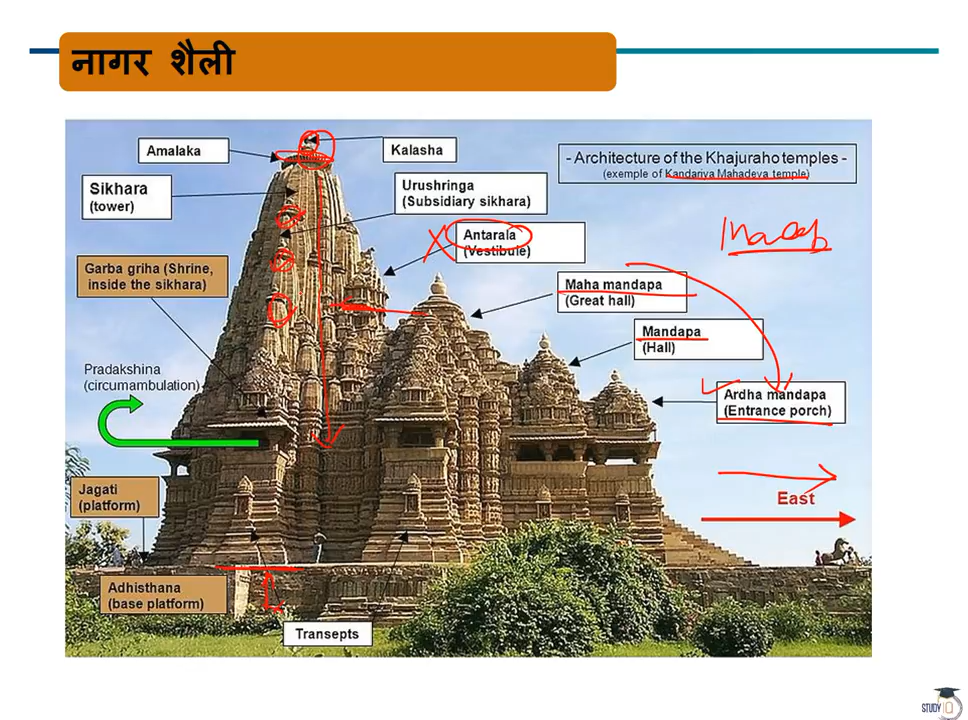 नागर शैली
Amalaka
Kalasha
- Architecture of the Khajuraho temples -
(exemple of Kandariya Mahadeva temple)
Sikhara
(tower)
Urushringa
(Subsidiary sikhara)
Antarala
(Vestibule)
Garba griha (Shrine,
inside the sikhara)
Maha mandapa
(Great hall)
Mandapa
(Hall)
Pradakshina
(circumambulation)
Ardha mandapa
(Entrance porch)
Jagati
(platform)
East
Adhisthana
(base platform)
Transepts
STUDY IQ